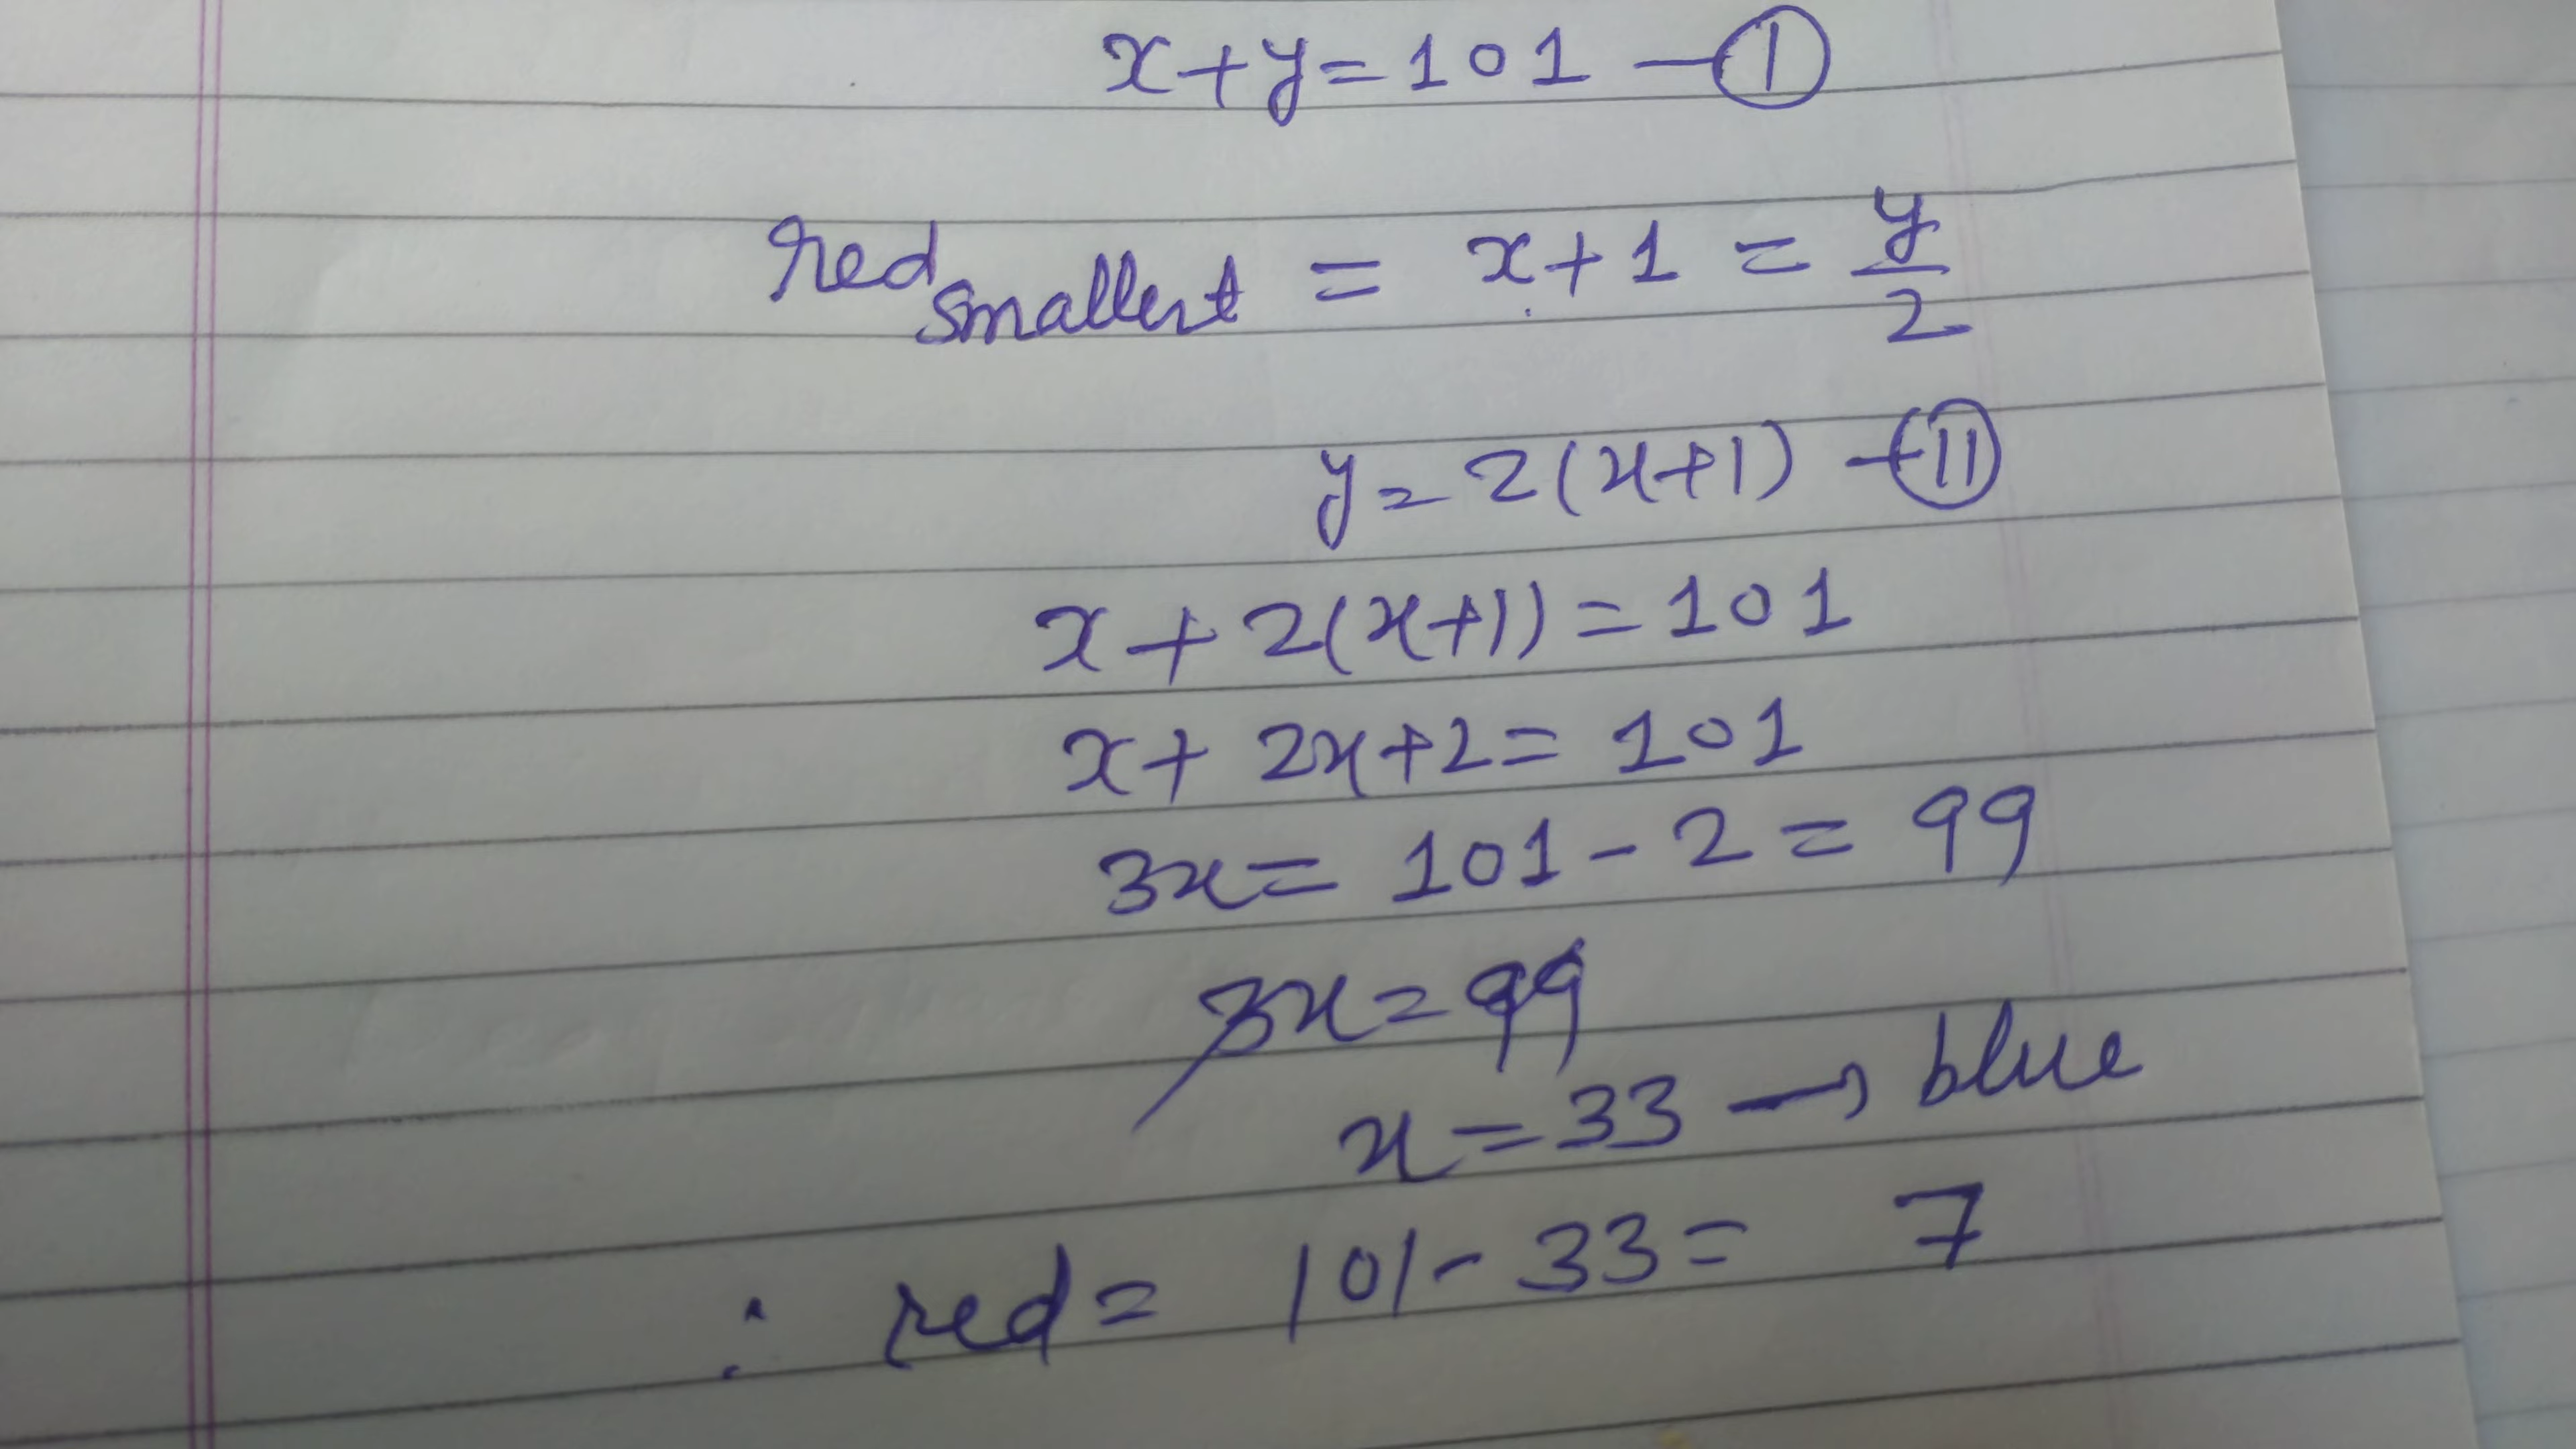 x+y=101 —Ⓘ
red smallest = x+1 = y/2
y=2(x+1) —(II)
x+2(x+1)=101
x+2x+2=101
3x=101-2=99
3x=99
x=33→blue
: red= 101-33= 7